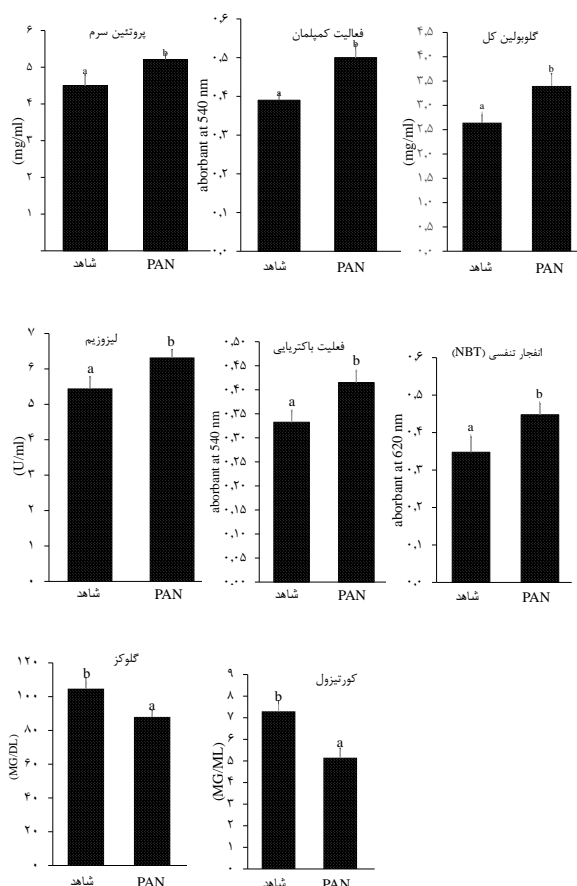 پروتئین سرم
(mg/ml)
۶
۵
۴
۳
۲
۱
a
b
شاهد
PAN
فعالیت کمپلمان
aborbant at 540 nm
۰,۶
۰,۵
۰,۴
۰,۳
۰,۲
۰,۱
۰,۰
a
b
شاهد
PAN
گلوبولین کل
(mg/ml)
۴,۵
۴,۰
۳,۵
۳,۰
۲,۵
۲,۰
۱,۵
۱,۰
۰,۵
۰,۰
a
b
شاهد
PAN
لیزوزیم
(U/ml)
۷
۶
۵
۴
۳
۲
۱
۰
a
b
شاهد
PAN
فعلیت باکتریایی
aborbant at 540 nm
۰,۵۰
۰,۴۵
۰,۴۰
۰,۳۵
۰,۳۰
۰,۲۵
۰,۲۰
۰,۱۵
۰,۱۰
۰,۰۵
۰,۰۰
a
b
شاهد
PAN
انفجار تنفسی (NBT)
aborbant at 620 nm
۰,۶
۰,۵
۰,۴
۰,۳
۰,۲
۰,۱
۰,۰
a
b
شاهد
PAN
گلوکز
(MG/DL)
۱۲۰
۱۰۰
۸۰
۶۰
۴۰
۲۰
۰
b
a
شاهد
PAN
کورتیزول
(MG/ML)
۹
۸
۷
۶
۵
۴
۳
۲
۱
۰
b
a
شاهد
PAN